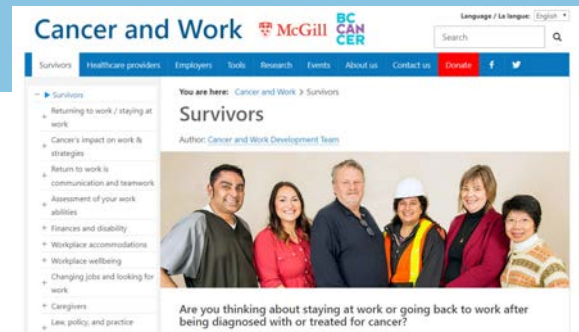 Cancer and Work
McGill
BC
CAN
CER
Language / La langue: English
Search
Survivors Healthcare providers Employers Tools Research Events About us Contact us Donate
Survivors
Returning to work / staying at
work
Cancer's impact on work &
strategies
Return to work is
communication and teamwork
Assessment of your work
abilities
Finances and disability
Workplace accommodations
Workplace wellbeing
Changing jobs and looking for
work
Caregivers
Law, policy, and practice
You are here: Cancer and Work > Survivors
Survivors
Author: Cancer and Work Development Team
Are you thinking about staying at work or going back to work after
being diagnosed with or treated for cancer?